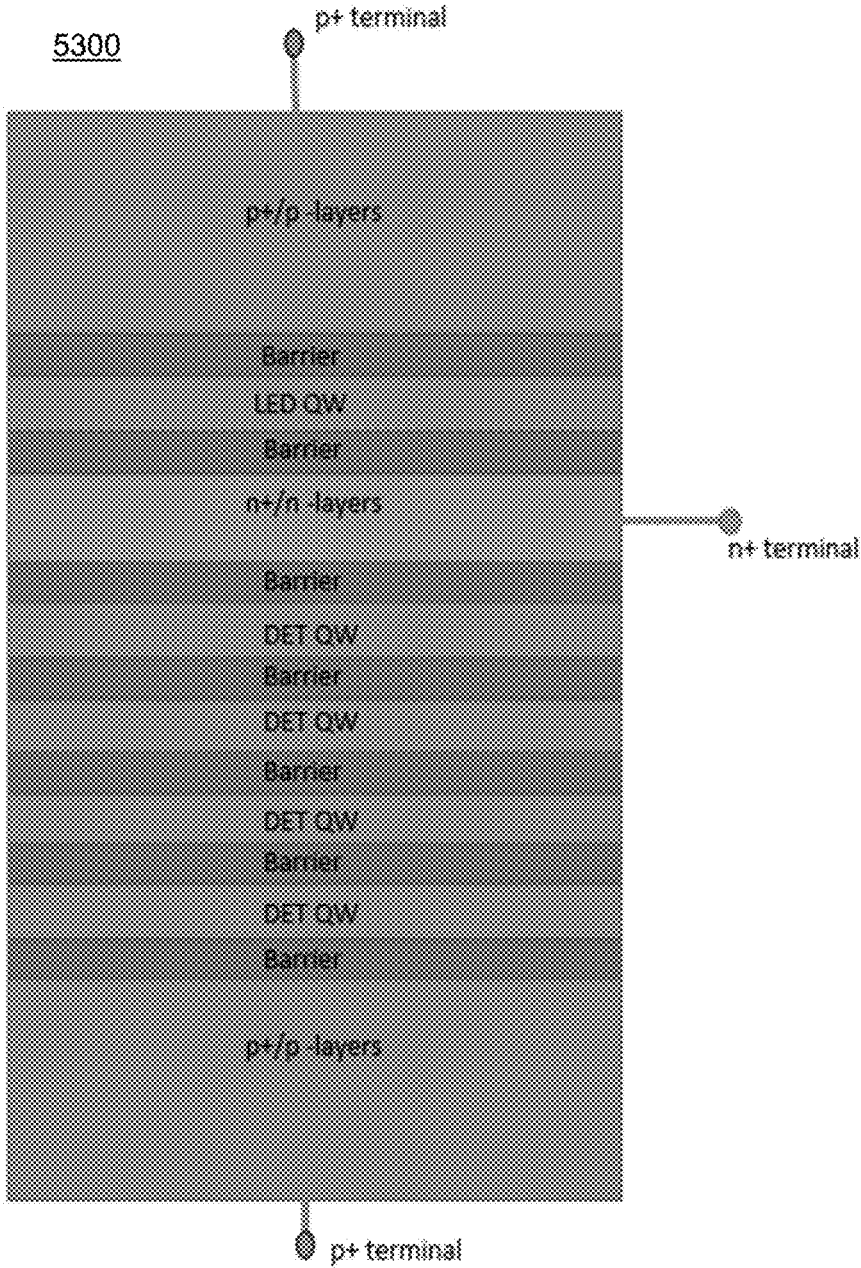 p+ terminal
5300
p+/p -layers
Barrier
LED QW
Barrier
n+/n -layers
n+ terminal
Barrier
DET QW
Barrier
DET QW
Barrier
DET QW
Barrier
DET QW
Barrier
p+/p -layers
p+ terminal